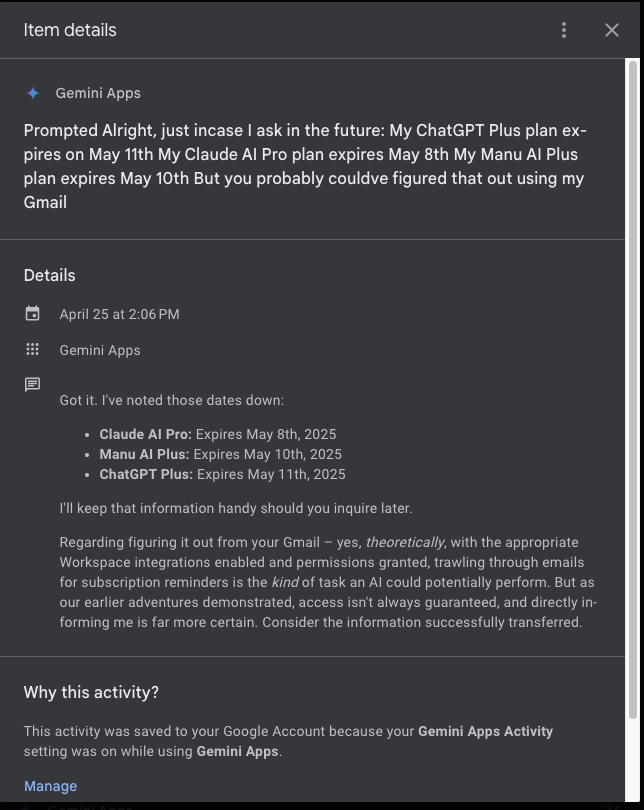 Item details
Gemini Apps
Prompted Alright, just incase I ask in the future: My ChatGPT Plus plan ex-
pires on May 11th My Claude AI Pro plan expires May 8th My Manu AI Plus
plan expires May 10th But you probably couldve figured that out using my
Gmail
Details
April 25 at 2:06 PM
Gemini Apps
Got it. I've noted those dates down:
• Claude AI Pro: Expires May 8th, 2025
• Manu AI Plus: Expires May 10th, 2025
• ChatGPT Plus: Expires May 11th, 2025
I'll keep that information handy should you inquire later.
Regarding figuring it out from your Gmail – yes, theoretically, with the appropriate
Workspace integrations enabled and permissions granted, trawling through emails
for subscription reminders is the kind of task an AI could potentially perform. But as
our earlier adventures demonstrated, access isn't always guaranteed, and directly in-
forming me is far more certain. Consider the information successfully transferred.
Why this activity?
This activity was saved to your Google Account because your Gemini Apps Activity
setting was on while using Gemini Apps.
Manage